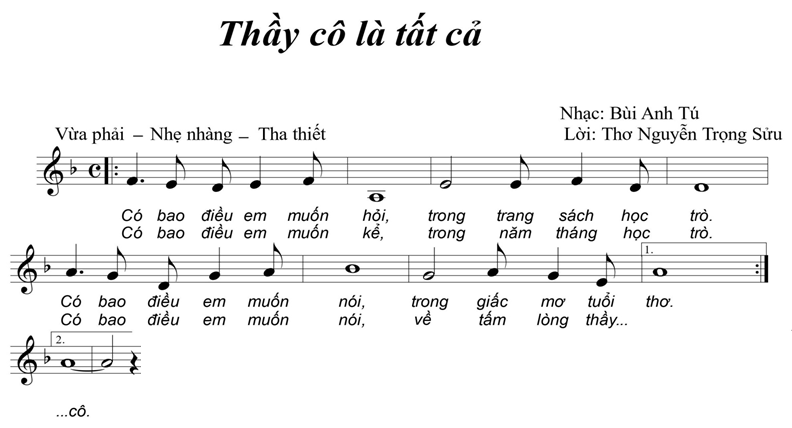 Thầy cô là tất cả
Nhạc: Bùi Anh Tú
Vừa phải – Nhẹ nhàng – Tha thiết
Lời: Thơ Nguyễn Trọng Sửu
Có bao điều em muốn hỏi, trong trang sách học trò.
Có bao điều em muốn kể, trong năm tháng học trò.
1.
Có bao điều em muốn nói, trong giấc mơ tuổi thơ.
Có bao điều em muốn nói, về tấm lòng thầy...
2.
...cô.